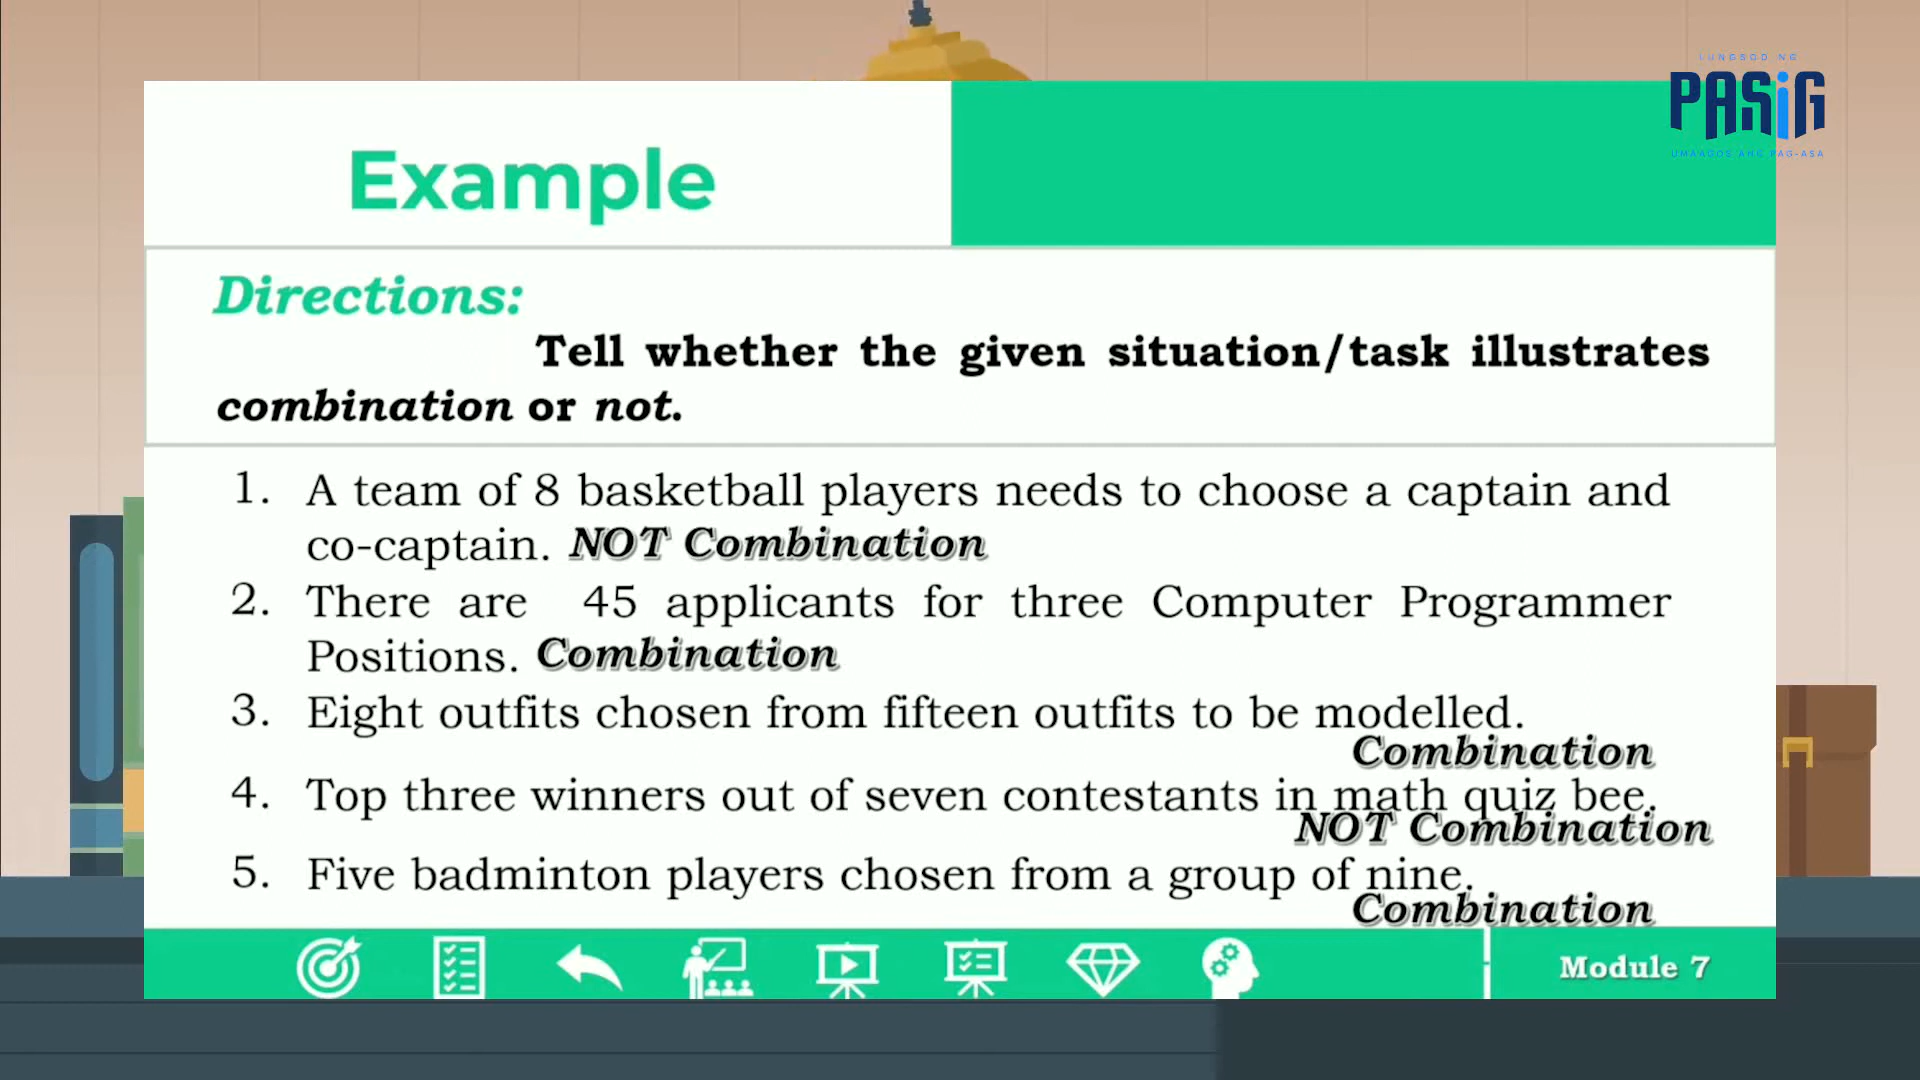 LUNGSOD NG
PASIG
UMAAGOS ANG PAG-ASA
Example
Directions:
Tell whether the given situation/task illustrates
combination or not.
1. A team of 8 basketball players needs to choose a captain and
co-captain. NOT Combination
2. There are 45 applicants for three Computer Programmer
Positions. Combination
3. Eight outfits chosen from fifteen outfits to be modelled.
Combination
4. Top three winners out of seven contestants in math quiz bee.
NOT Combination
5. Five badminton players chosen from a group of nine.
Combination
Module 7